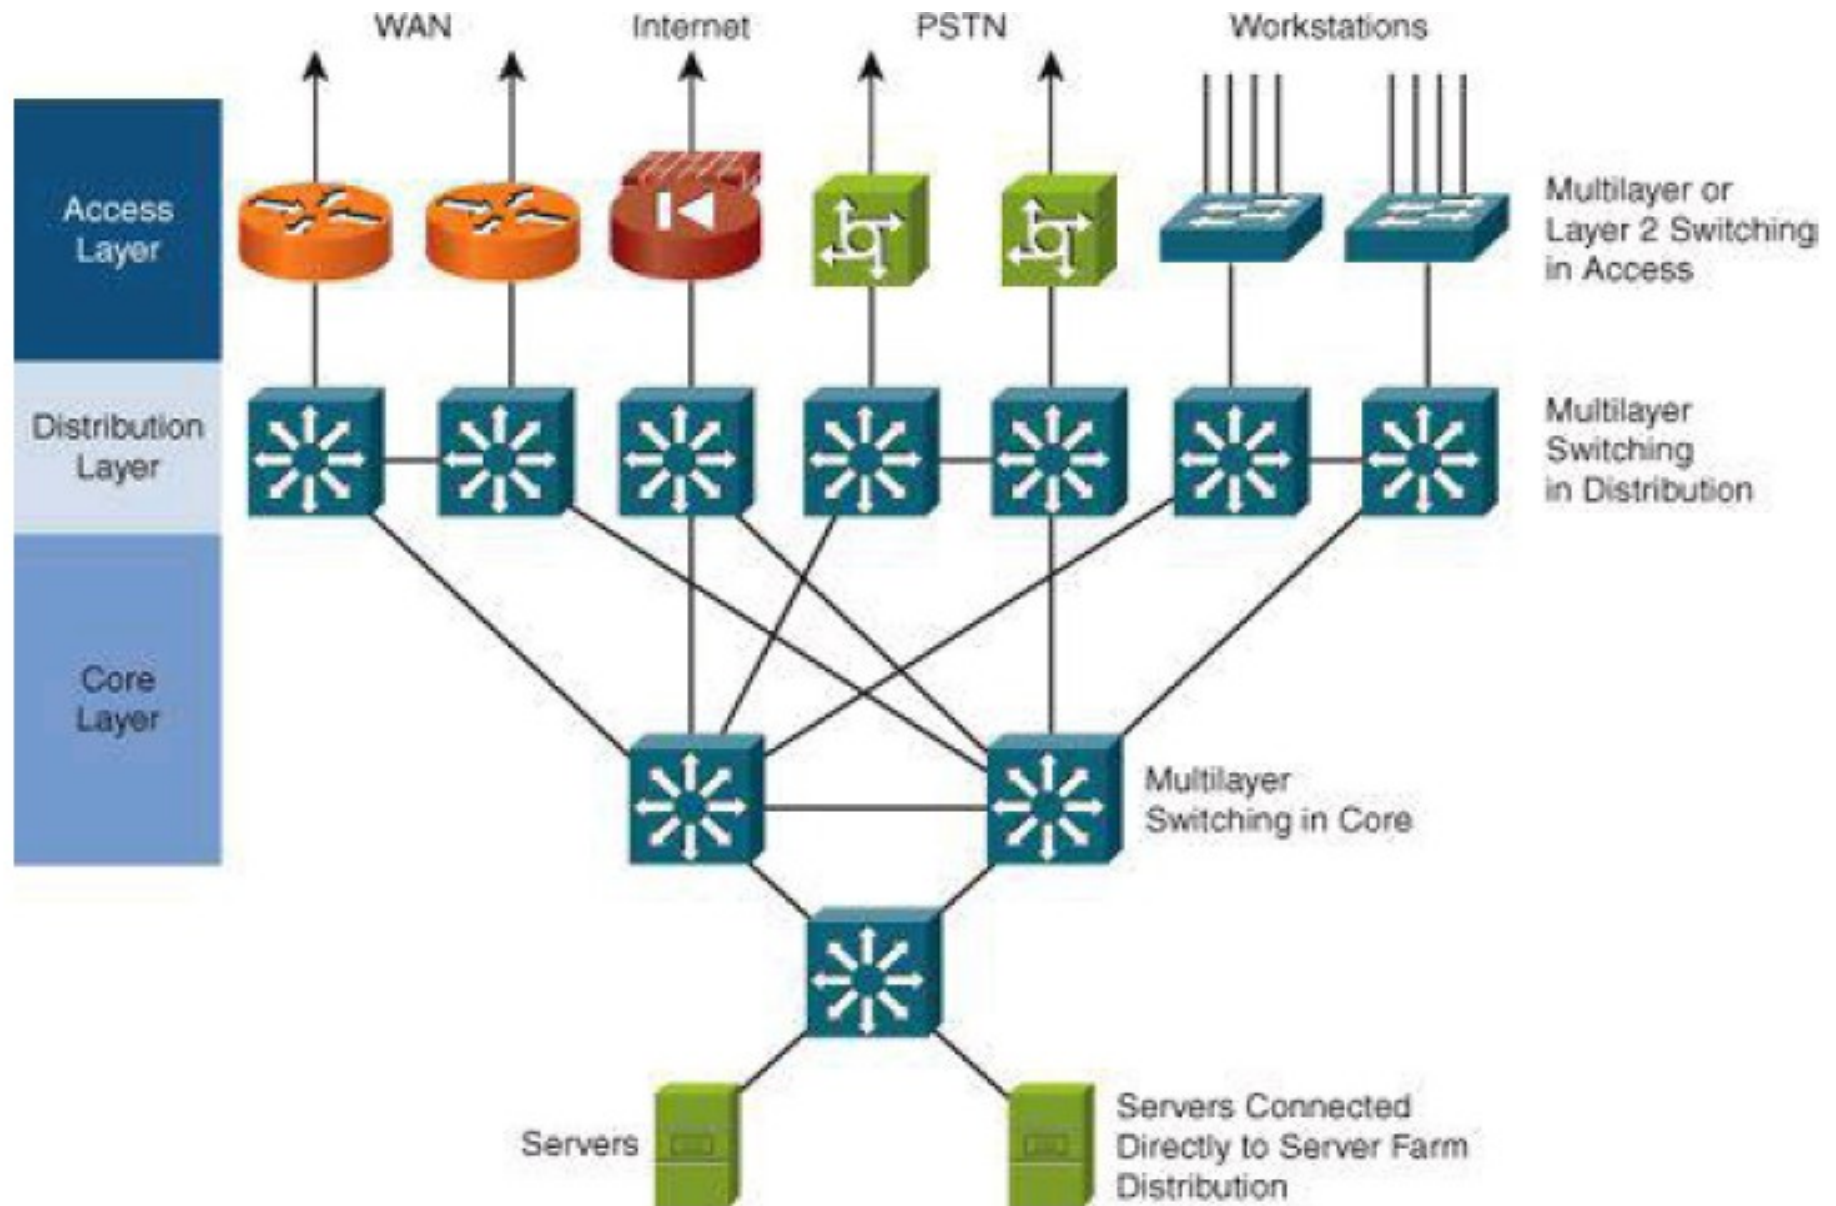 WAN
Internet
PSTN
Workstations
Access
Layer
Multilayer or
Layer 2 Switching
in Access
Distribution
Layer
Multilayer
Switching
in Distribution
Core
Layer
Multilayer
Switching in Core
Servers
Servers Connected
Directly to Server Farm
Distribution